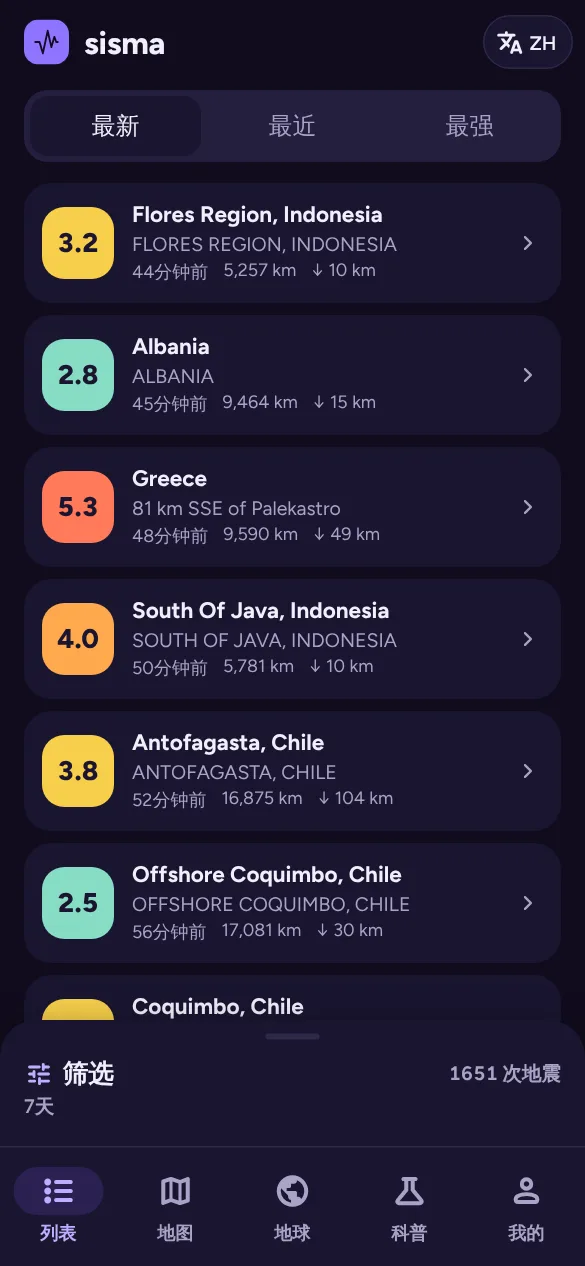 sisma
ZH
最新
最近
最强
3.2
Flores Region, Indonesia
FLORES REGION, INDONESIA
44分钟前 5,257 km ↓ 10 km
2.8
Albania
ALBANIA
45分钟前 9,464 km ↓ 15 km
5.3
Greece
81 km SSE of Palekastro
48分钟前 9,590 km ↓ 49 km
4.0
South Of Java, Indonesia
SOUTH OF JAVA, INDONESIA
50分钟前 5,781 km ↓ 10 km
3.8
Antofagasta, Chile
ANTOFAGASTA, CHILE
52分钟前 16,875 km ↓ 104 km
2.5
Offshore Coquimbo, Chile
OFFSHORE COQUIMBO, CHILE
56分钟前 17,081 km ↓ 30 km
Coquimbo, Chile
筛选
1651 次地震
7天
列表
地图
地球
科普
我的